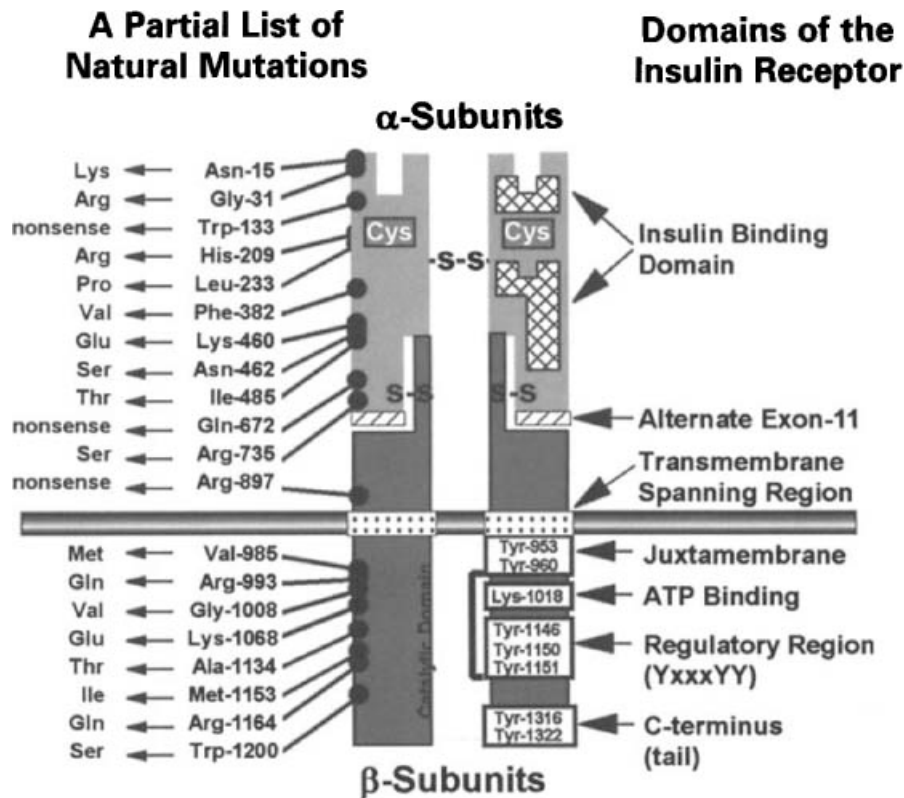 A Partial List of
Natural Mutations
Domains of the
Insulin Receptor
α-Subunits
Lys Asn-15
Arg Gly-31
nonsense Trp-133
Arg His-209
Pro Leu-233
Val Phe-382
Glu Lys-460
Ser Asn-462
Thr Ile-485
nonsense Gln-672
Ser Arg-735
nonsense Arg-897
Met Val-985
Gln Arg-993
Val Gly-1008
Glu Lys-1068
Thr Ala-1134
Ile Met-1153
Gln Arg-1164
Ser Trp-1200
Cys
Cys
-S-S-
S-S
S-S
Catalytic Domain
Tyr-953
Tyr-960
Lys-1018
Tyr-1146
Tyr-1150
Tyr-1151
Tyr-1316
Tyr-1322
Insulin Binding
Domain
Alternate Exon-11
Transmembrane
Spanning Region
Juxtamembrane
ATP Binding
Regulatory Region
(YxxxYY)
C-terminus
(tail)
β-Subunits